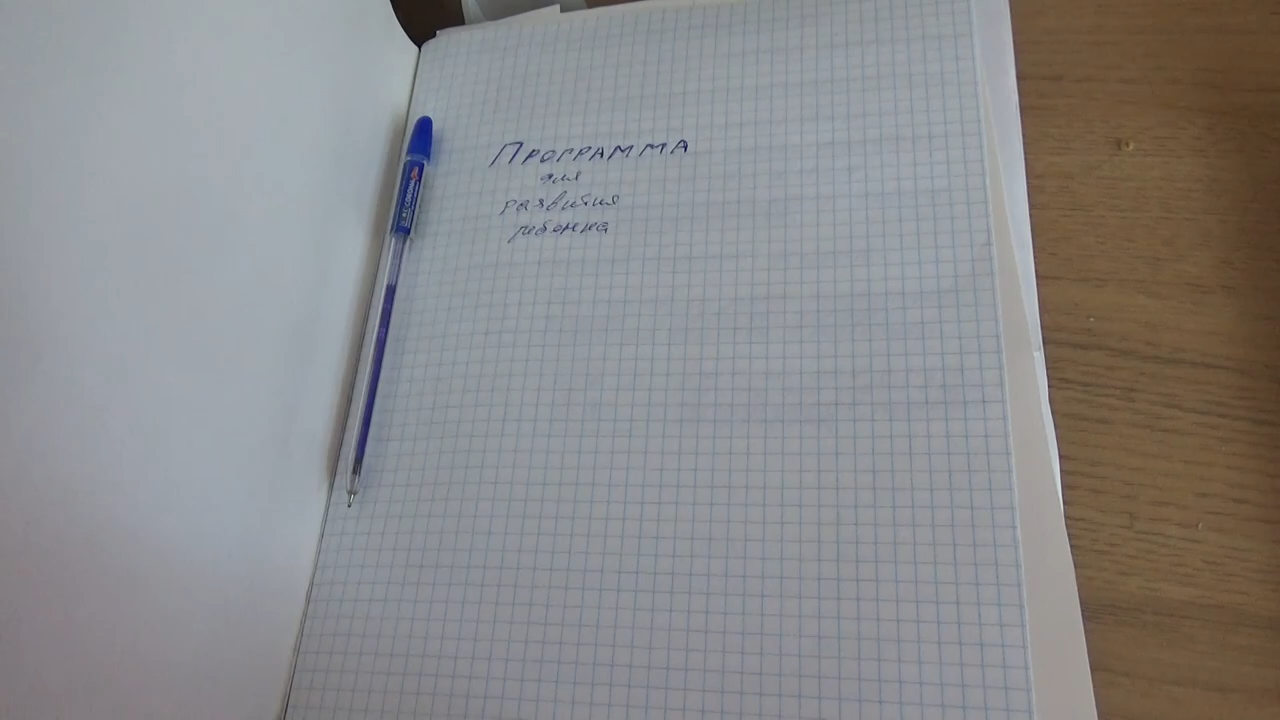 Программа
для
развития
ребенка